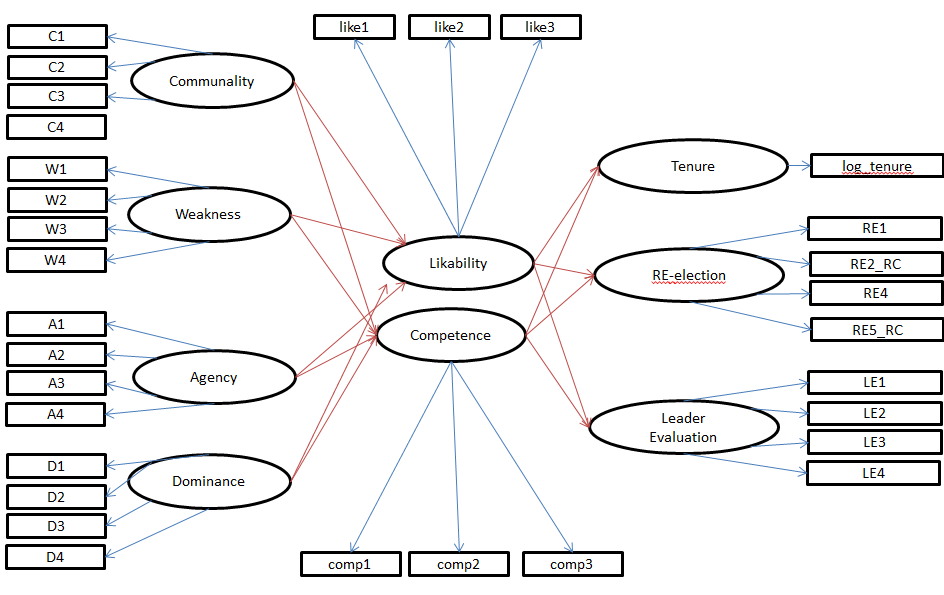 like1
like2
like3
C1
C2
C3
C4
Communality
W1
W2
W3
W4
Weakness
A1
A2
A3
A4
Agency
D1
D2
D3
D4
Dominance
Likability
Competence
comp1
comp2
comp3
Tenure
log_tenure
RE-election
RE1
RE2_RC
RE4
RE5_RC
Leader
Evaluation
LE1
LE2
LE3
LE4